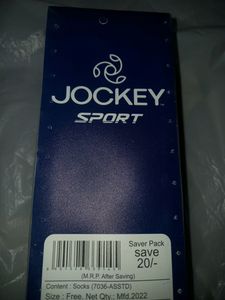 JOCKEY
SPORT
Saver Pack
save
20/-
(M.R.P. After Saving)
Content : Socks (7036-ASSTD)
Size : Free, Net Qty.: Mfd.2022